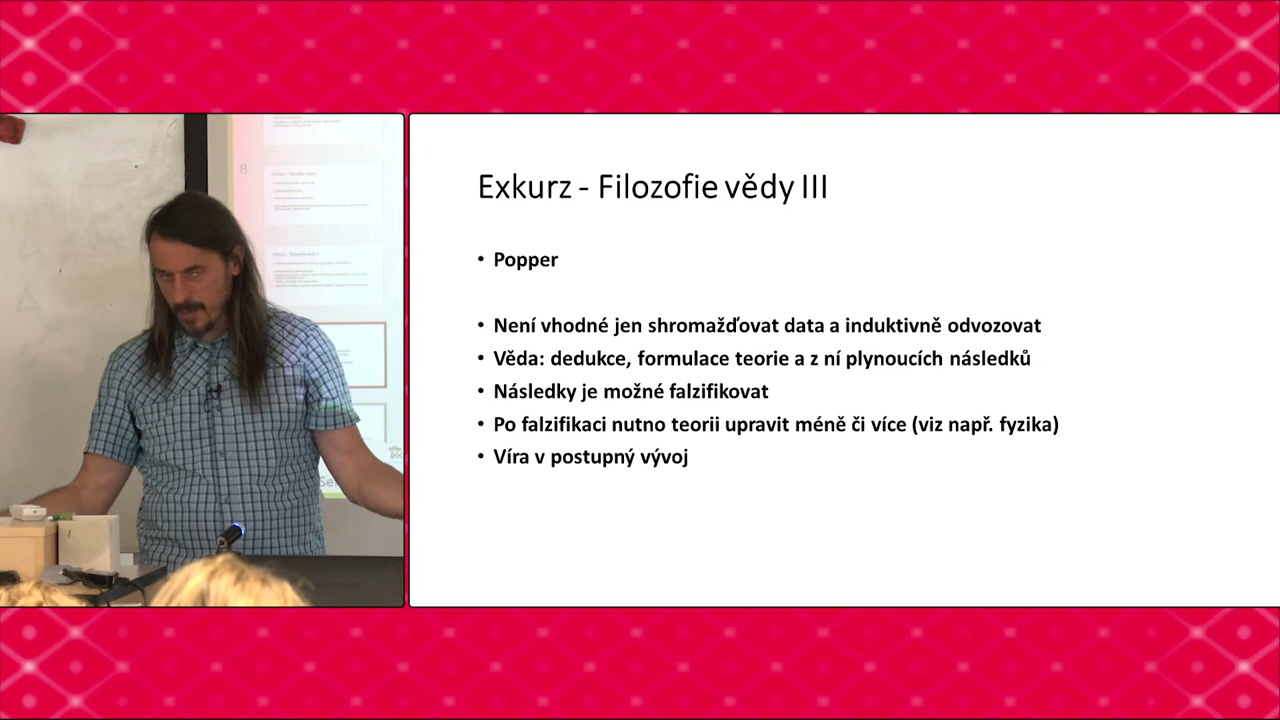 8
Exkurz - Filozofie vědy III
• Popper
• Není vhodné jen shromažďovat data a induktivně odvozovat
• Věda: dedukce, formulace teorie a z ní plynoucích následků
• Následky je možné falzifikovat
• Po falzifikaci nutno teorii upravit méně či více (viz např. fyzika)
• Víra v postupný vývoj